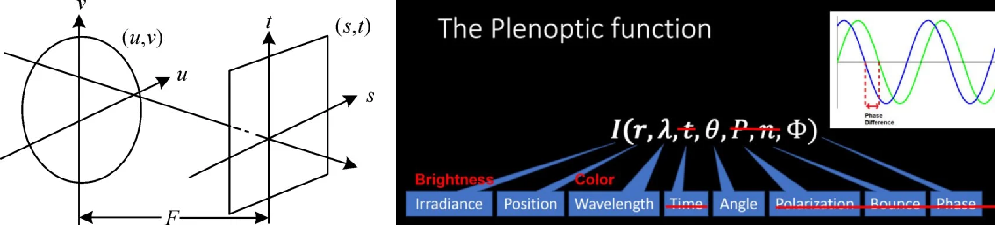 v
(u,v)
u
t
(s,t)
s
F
The Plenoptic function
Phase
Difference
I(r, λ, t, θ, P, n, Φ)
Brightness
Color
Irradiance
Position
Wavelength
Time
Angle
Polarization
Bounce
Phase